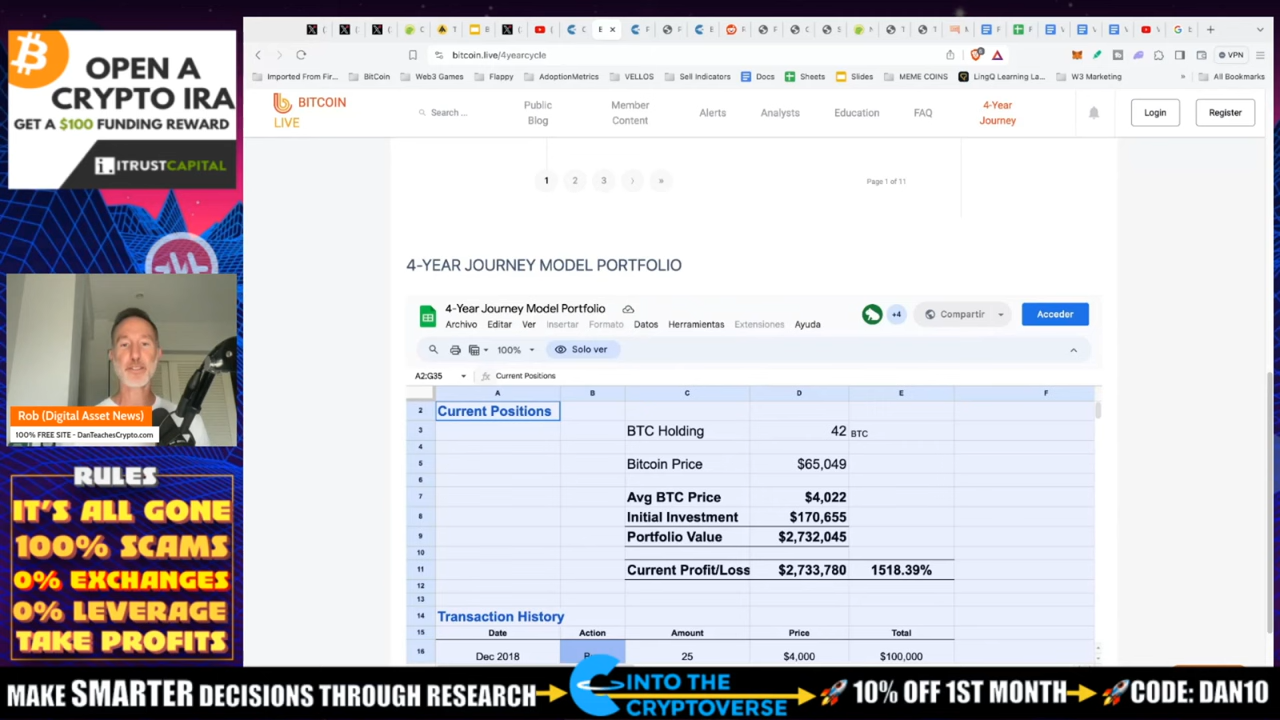 OPEN A
CRYPTO IRA
GET A $100 FUNDING REWARD
i.ITRUSTCAPITAL
bitcoin.live/4yearcycle
VPN
Imported From Fir...
BitCoin
Web3 Games
Flappy
AdoptionMetrics
VELLOS
Sell Indicators
Docs
Sheets
Slides
MEME COINS
LingQ Learning La...
W3 Marketing
»
All Bookmarks
BITCOIN
LIVE
Search ...
Public
Blog
Member
Content
Alerts
Analysts
Education
FAQ
4-Year
Journey
Login
Register
1 2 3 › »
Page 1 of 11
4-YEAR JOURNEY MODEL PORTFOLIO
4-Year Journey Model Portfolio
Archivo Editar Ver Insertar Formato Datos Herramientas Extensiones Ayuda
+4
Compartir
Acceder
100%
Solo ver
A2:G35
fx Current Positions
A B C D E F
2 Current Positions
3 BTC Holding 42 BTC
4
5 Bitcoin Price $65,049
6
7 Avg BTC Price $4,022
8 Initial Investment $170,655
9 Portfolio Value $2,732,045
10
11 Current Profit/Loss $2,733,780 1518.39%
12
13
14 Transaction History
15 Date Action Amount Price Total
16 Dec 2018 25 $4,000 $100,000
Rob (Digital Asset News)
100% FREE SITE - DanTeachesCrypto.com
RULES
IT'S ALL GONE
100% SCAMS
0% EXCHANGES
0% LEVERAGE
TAKE PROFITS
MAKE SMARTER DECISIONS THROUGH RESEARCH
INTO THE
CRYPTOVERSE
10% OFF 1ST MONTH
CODE: DAN10